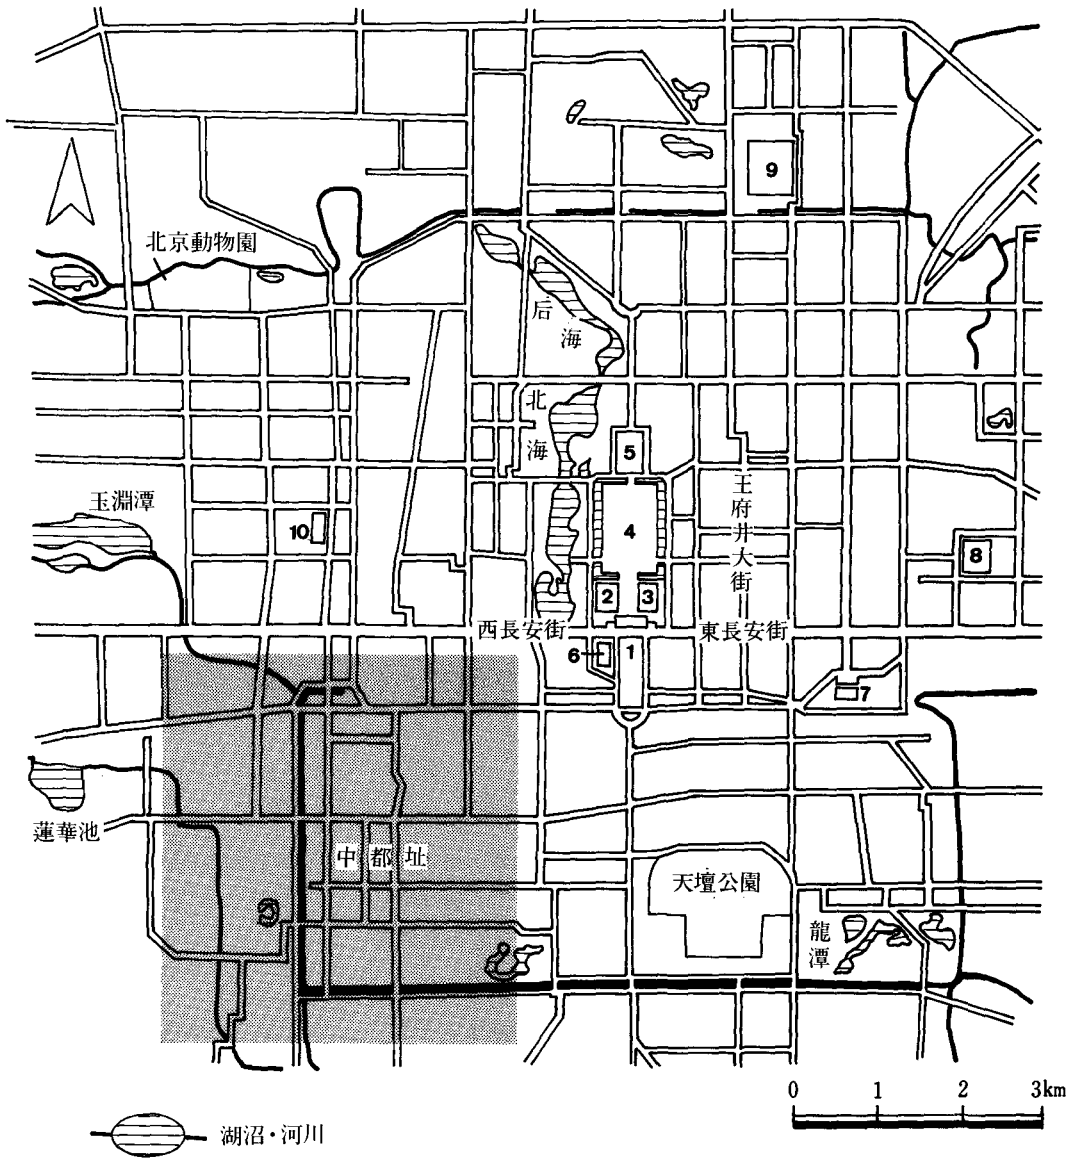 9
北京動物園
后海
北海
5
王府井大街
玉淵潭
10
4
8
2
3
西長安街
東長安街
6
1
7
蓮華池
中都址
天壇公園
龍潭
0 1 2 3km
湖沼・河川